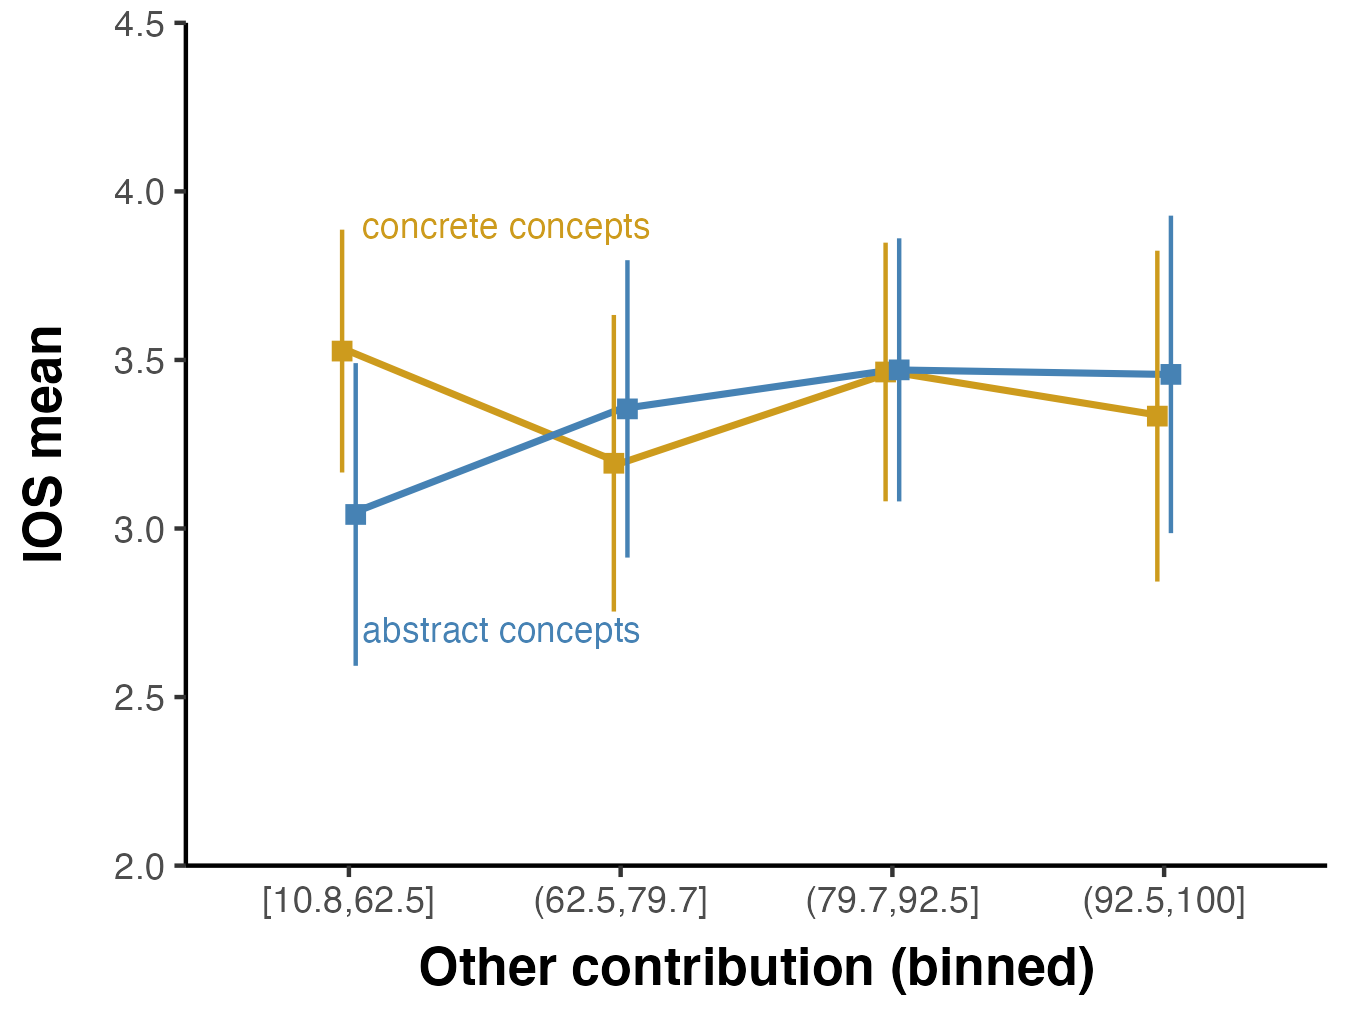 4.5
4.0
3.5
3.0
2.5
2.0
IOS mean
concrete concepts
abstract concepts
[10.8,62.5]
(62.5,79.7]
(79.7,92.5]
(92.5,100]
Other contribution (binned)